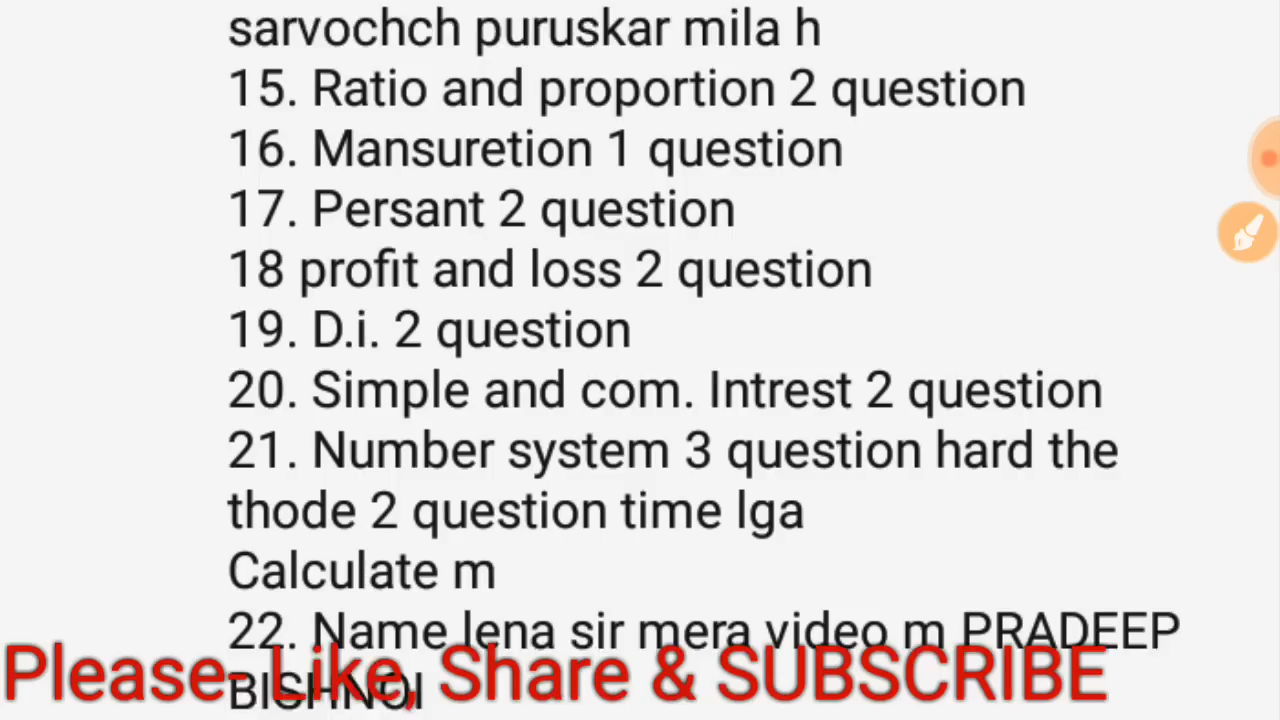 sarvochch puruskar mila h
15. Ratio and proportion 2 question
16. Mansuretion 1 question
17. Persant 2 question
18 profit and loss 2 question
19. D.i. 2 question
20. Simple and com. Intrest 2 question
21. Number system 3 question hard the
thode 2 question time lga
Calculate m
22. Name lena sir mera video m PRADEEP
BISHNOI
Please- Like, Share & SUBSCRIBE